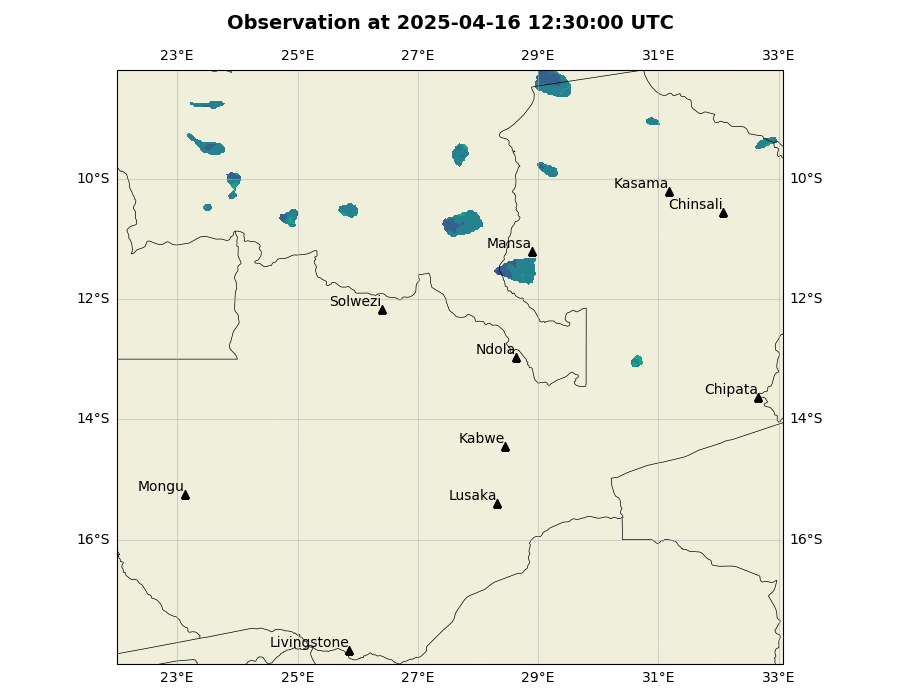 Observation at 2025-04-16 12:30:00 UTC
23°E 25°E 27°E 29°E 31°E 33°E
10°S 10°S
Kasama
Chinsali
Mansa
12°S 12°S
Solwezi
Ndola
Chipata
14°S 14°S
Kabwe
Mongu
Lusaka
16°S 16°S
Livingstone
23°E 25°E 27°E 29°E 31°E 33°E